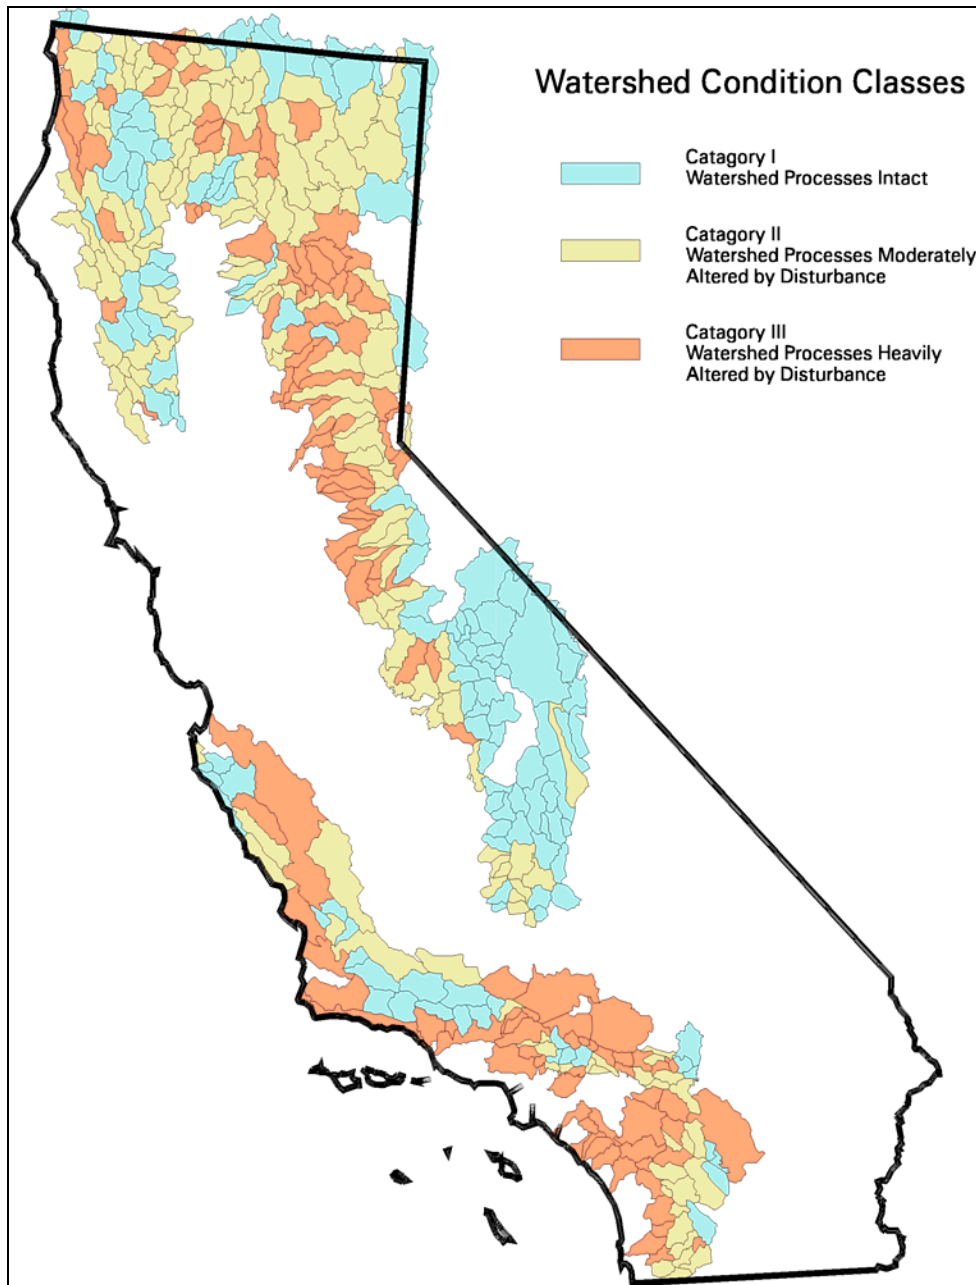 Watershed Condition Classes
Catagory I
Watershed Processes Intact
Catagory II
Watershed Processes Moderately
Altered by Disturbance
Catagory III
Watershed Processes Heavily
Altered by Disturbance